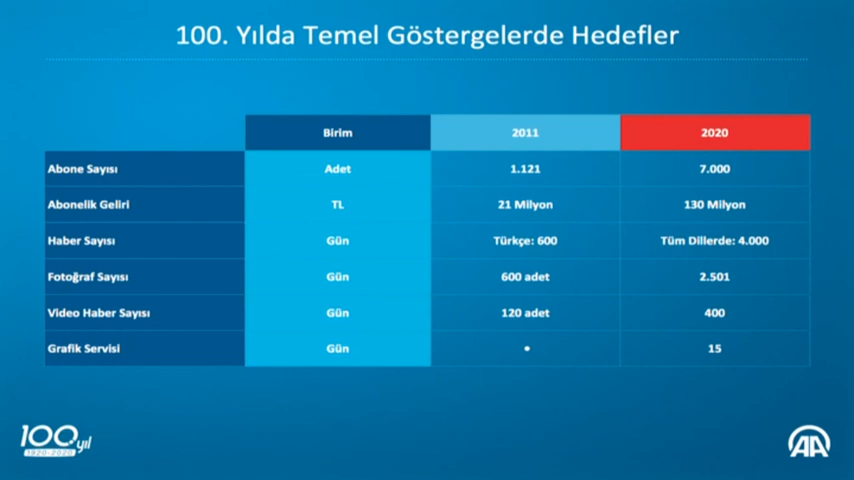 100. Yılda Temel Göstergelerde Hedefler
Birim 2011 2020
Abone Sayısı Adet 1.121 7.000
Abonelik Geliri TL 21 Milyon 130 Milyon
Haber Sayısı Gün Türkçe: 600 Tüm Dillerde: 4.000
Fotoğraf Sayısı Gün 600 adet 2.501
Video Haber Sayısı Gün 120 adet 400
Grafik Servisi Gün • 15
100.yıl
1920-2020
AA